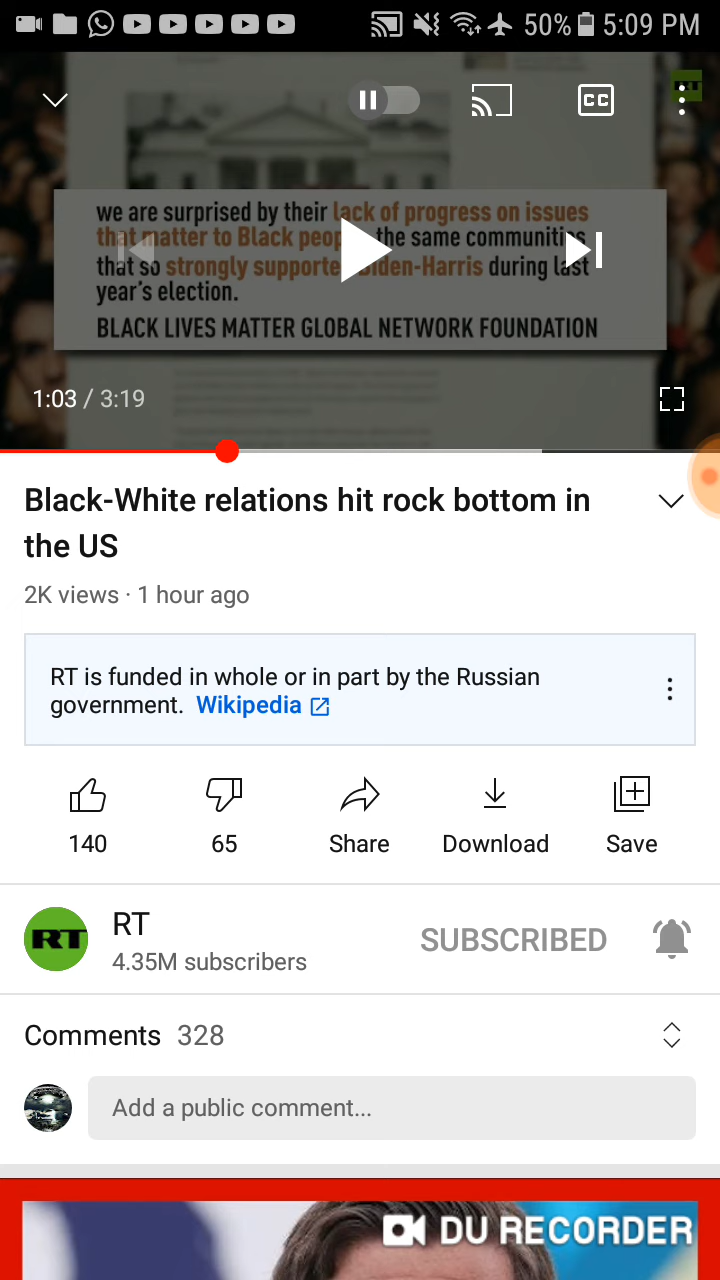 50% 5:09 PM
CC
RT
we are surprised by their lack of progress on issues
that matter to Black the same communities
that so strongly Biden-Harris during last
year's election.
BLACK LIVES MATTER GLOBAL NETWORK FOUNDATION
1:03 / 3:19
Black-White relations hit rock bottom in
the US
2K views · 1 hour ago
RT is funded in whole or in part by the Russian
government. Wikipedia
140 65 Share Download Save
RT
RT
4.35M subscribers
SUBSCRIBED
Comments 328
Add a public comment...
DU RECORDER